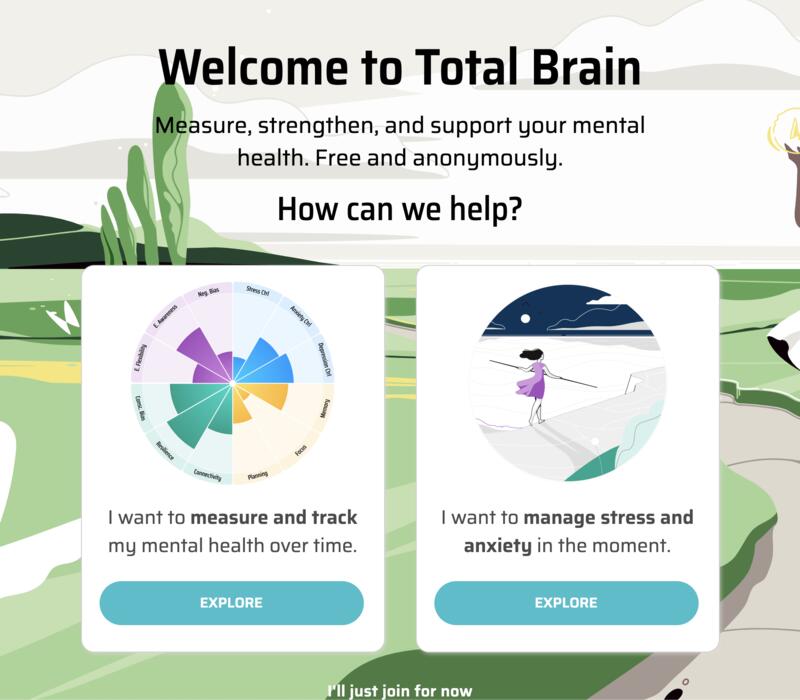 Welcome to Total Brain
Measure, strengthen, and support your mental
health. Free and anonymously.
How can we help?
Neg. Bias
Stress Ctrl
E. Awareness
Anxiety Ctrl
E. Flexibility
Depression Ctrl
Conc. Bias
Memory
Resilience
Focus
Connectivity
Planning
I want to measure and track
my mental health over time.
EXPLORE
I want to manage stress and
anxiety in the moment.
EXPLORE
I'll just join for now